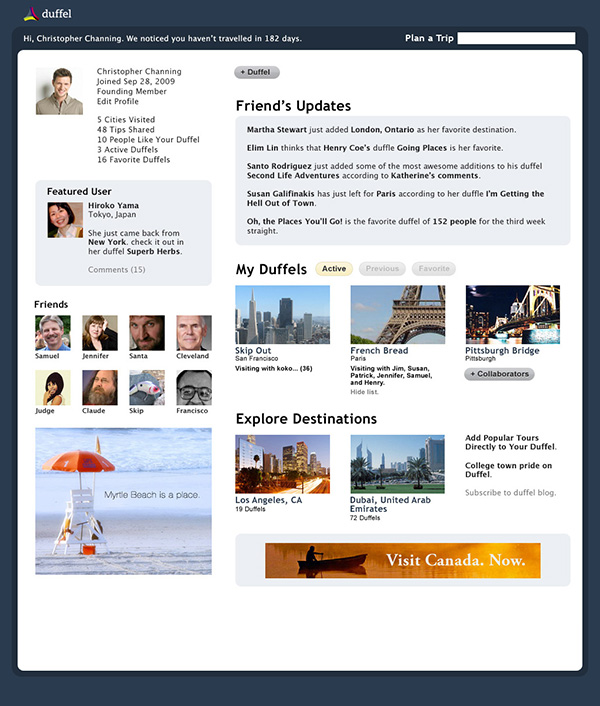 duffel
Hi, Christopher Channing. We noticed you haven't travelled in 182 days.
Plan a Trip
Christopher Channing
Joined Sep 28, 2009
Founding Member
Edit Profile
5 Cities Visited
48 Tips Shared
10 People Like Your Duffel
3 Active Duffels
16 Favorite Duffels
Featured User
Hiroko Yama
Tokyo, Japan
She just came back from
New York. check it out in
her duffel Superb Herbs.
Comments (15)
Friends
Samuel
Jennifer
Santa
Cleveland
Judge
Claude
Skip
Francisco
Myrtle Beach is a place.
+ Duffel
Friend's Updates
Martha Stewart just added London, Ontario as her favorite destination.
Elim Lin thinks that Henry Coe's duffle Going Places is her favorite.
Santo Rodriguez just added some of the most awesome additions to his duffel
Second Life Adventures according to Katherine's comments.
Susan Galifinakis has just left for Paris according to her duffle I'm Getting the
Hell Out of Town.
Oh, the Places You'll Go! is the favorite duffel of 152 people for the third week
straight.
My Duffels
Active
Previous
Favorite
Skip Out
San Francisco
Visiting with koko... (36)
French Bread
Paris
Visiting with Jim, Susan,
Patrick, Jennifer, Samuel,
and Henry.
Hide list.
Pittsburgh Bridge
Pittsburgh
+ Collaborators
Explore Destinations
Los Angeles, CA
19 Duffels
Dubai, United Arab
Emirates
72 Duffels
Add Popular Tours
Directly to Your Duffel.
College town pride on
Duffel.
Subscribe to duffel blog.
Visit Canada. Now.